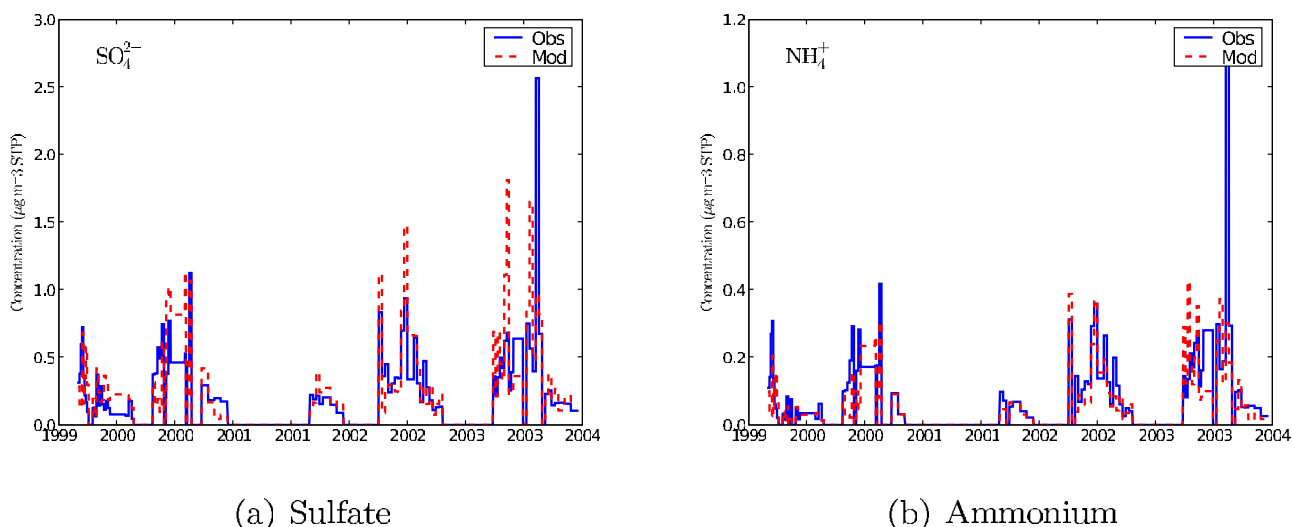 3.0
2.5
2.0
1.5
1.0
0.5
0.0
Concentration (μg m−3 STP)
SO₄²⁻
Obs
Mod
1999 2000 2000 2001 2001 2002 2002 2003 2003 2004
(a) Sulfate
1.2
1.0
0.8
0.6
0.4
0.2
0.0
Concentration (μg m−3 STP)
NH₄⁺
Obs
Mod
1999 2000 2000 2001 2001 2002 2002 2003 2003 2004
(b) Ammonium